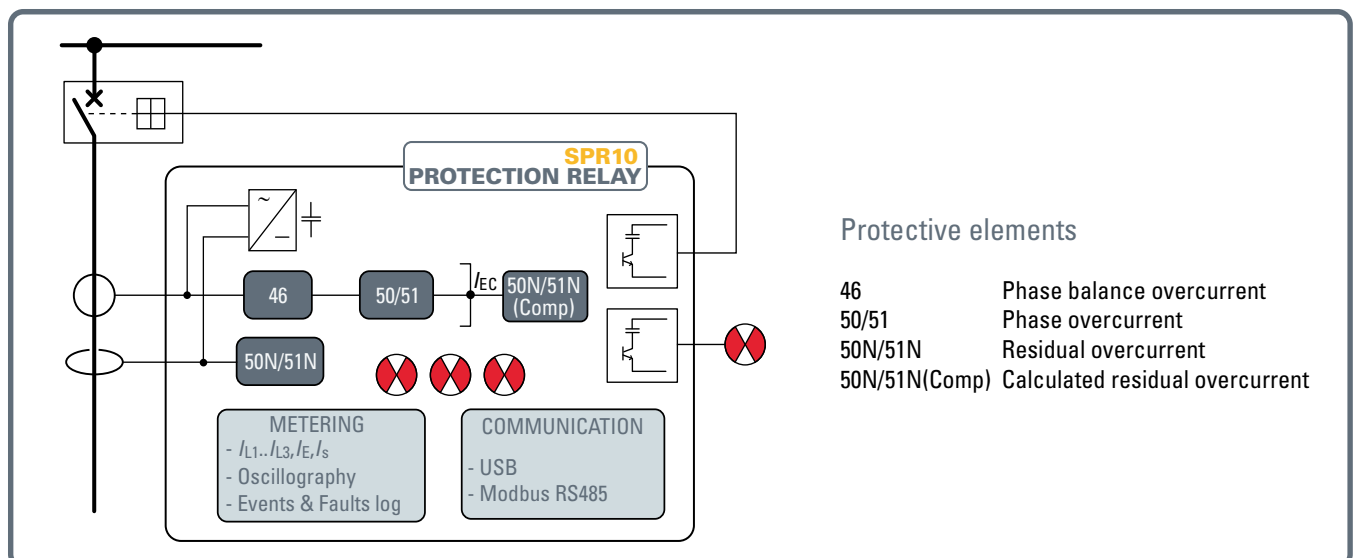 SPR10
PROTECTION RELAY
~
46
50/51
IEC
50N/51N
(Comp)
50N/51N
METERING
- IL1..IL3,IE,Is
- Oscillography
- Events & Faults log
COMMUNICATION
- USB
- Modbus RS485
Protective elements
46 Phase balance overcurrent
50/51 Phase overcurrent
50N/51N Residual overcurrent
50N/51N(Comp) Calculated residual overcurrent